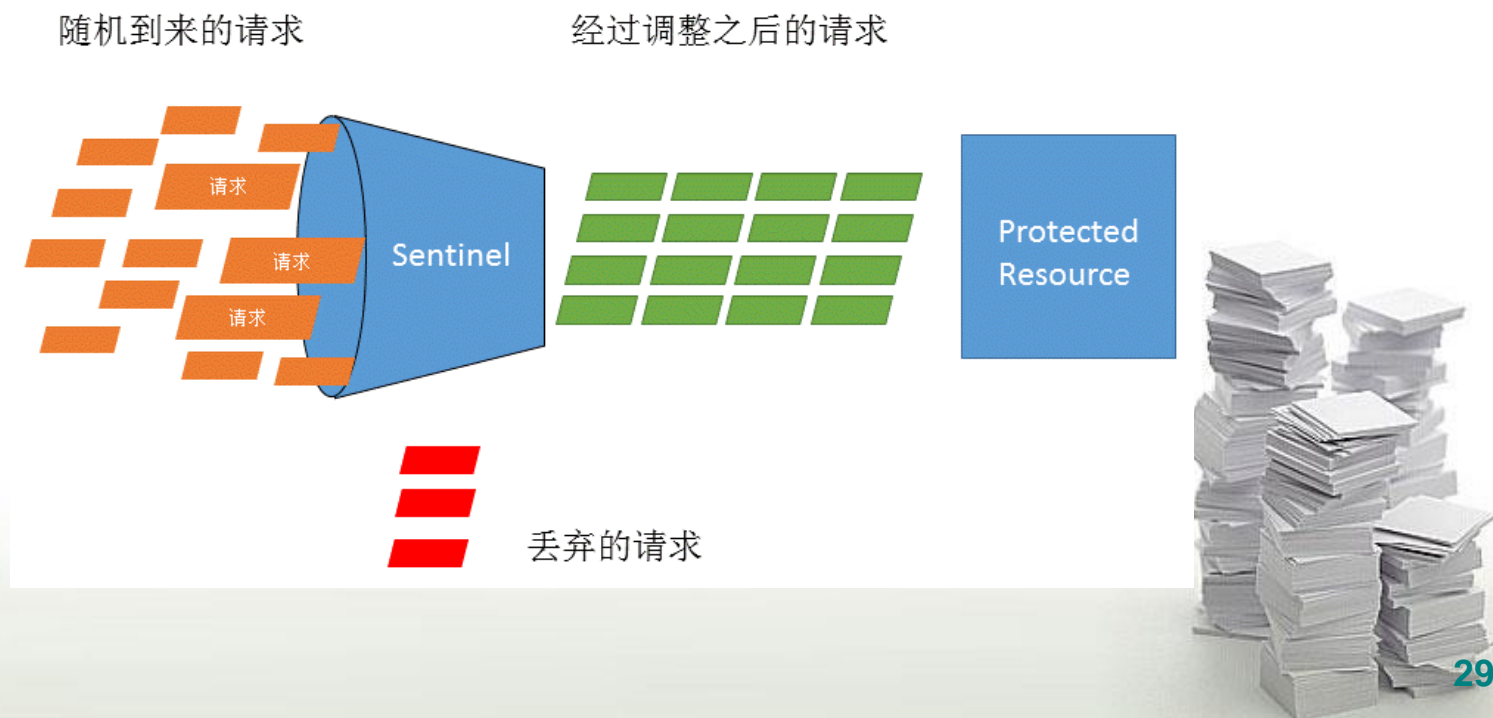 随机到来的请求
经过调整之后的请求
请求
请求
请求
Sentinel
Protected
Resource
丢弃的请求
29